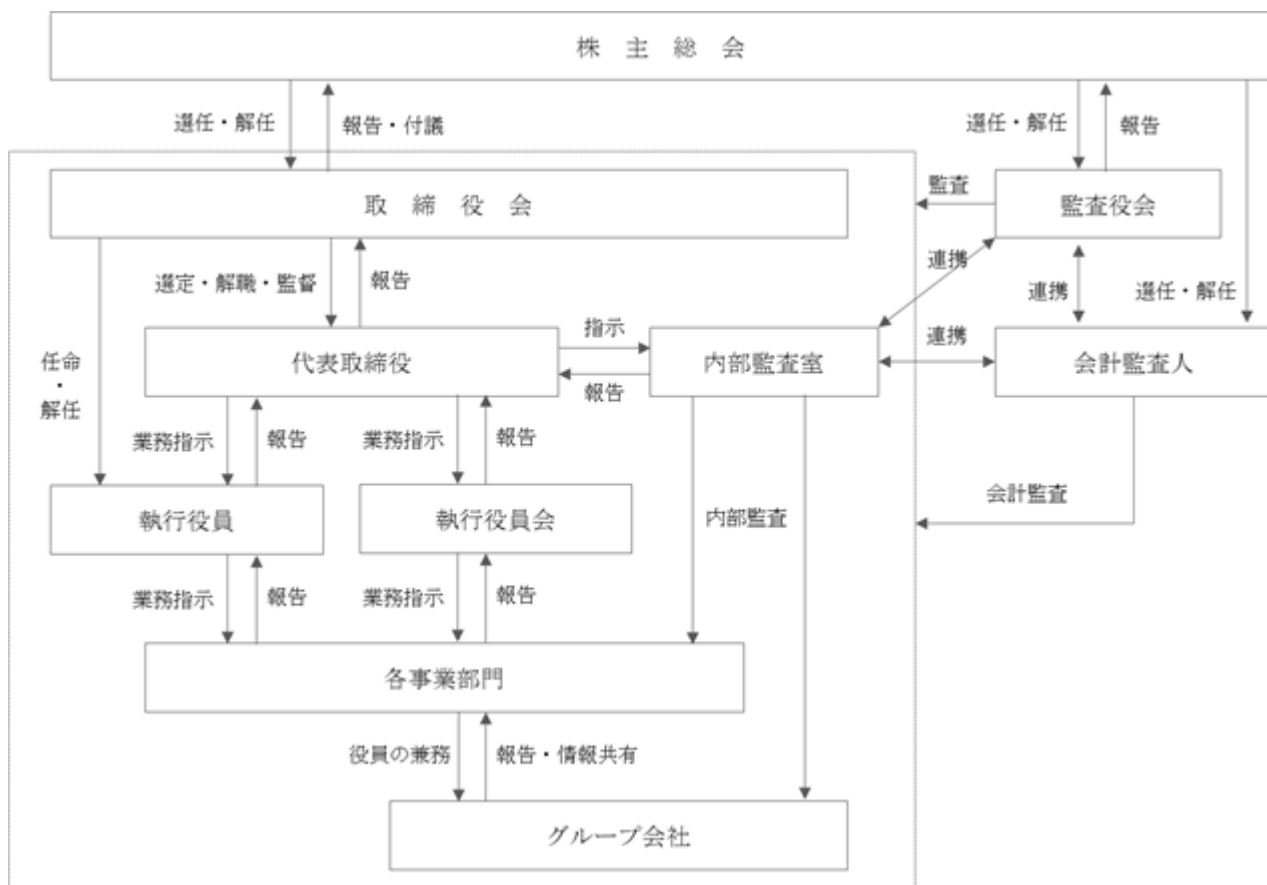 株主総会
選任・解任
報告・付議
選任・解任
報告
取締役会
監査
監査役会
選定・解職・監督
報告
連携
連携
選任・解任
任命・解任
代表取締役
指示
報告
内部監査室
連携
会計監査人
業務指示
報告
業務指示
報告
執行役員
執行役員会
内部監査
会計監査
業務指示
報告
業務指示
報告
各事業部門
役員の兼務
報告・情報共有
グループ会社